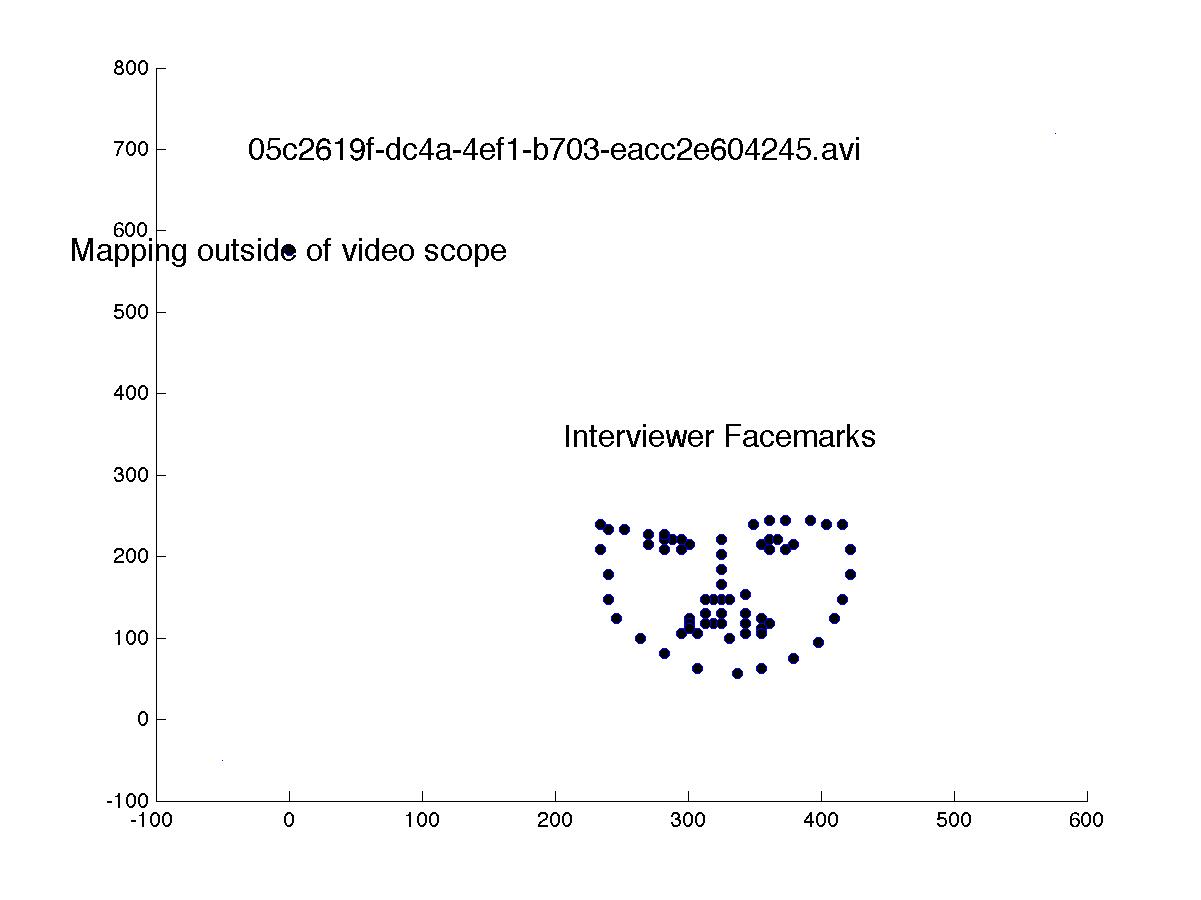 800
700
05c2619f-dc4a-4ef1-b703-eacc2e604245.avi
600
Mapping outside of video scope
500
400
Interviewer Facemarks
300
200
100
0
-100
-100 0 100 200 300 400 500 600